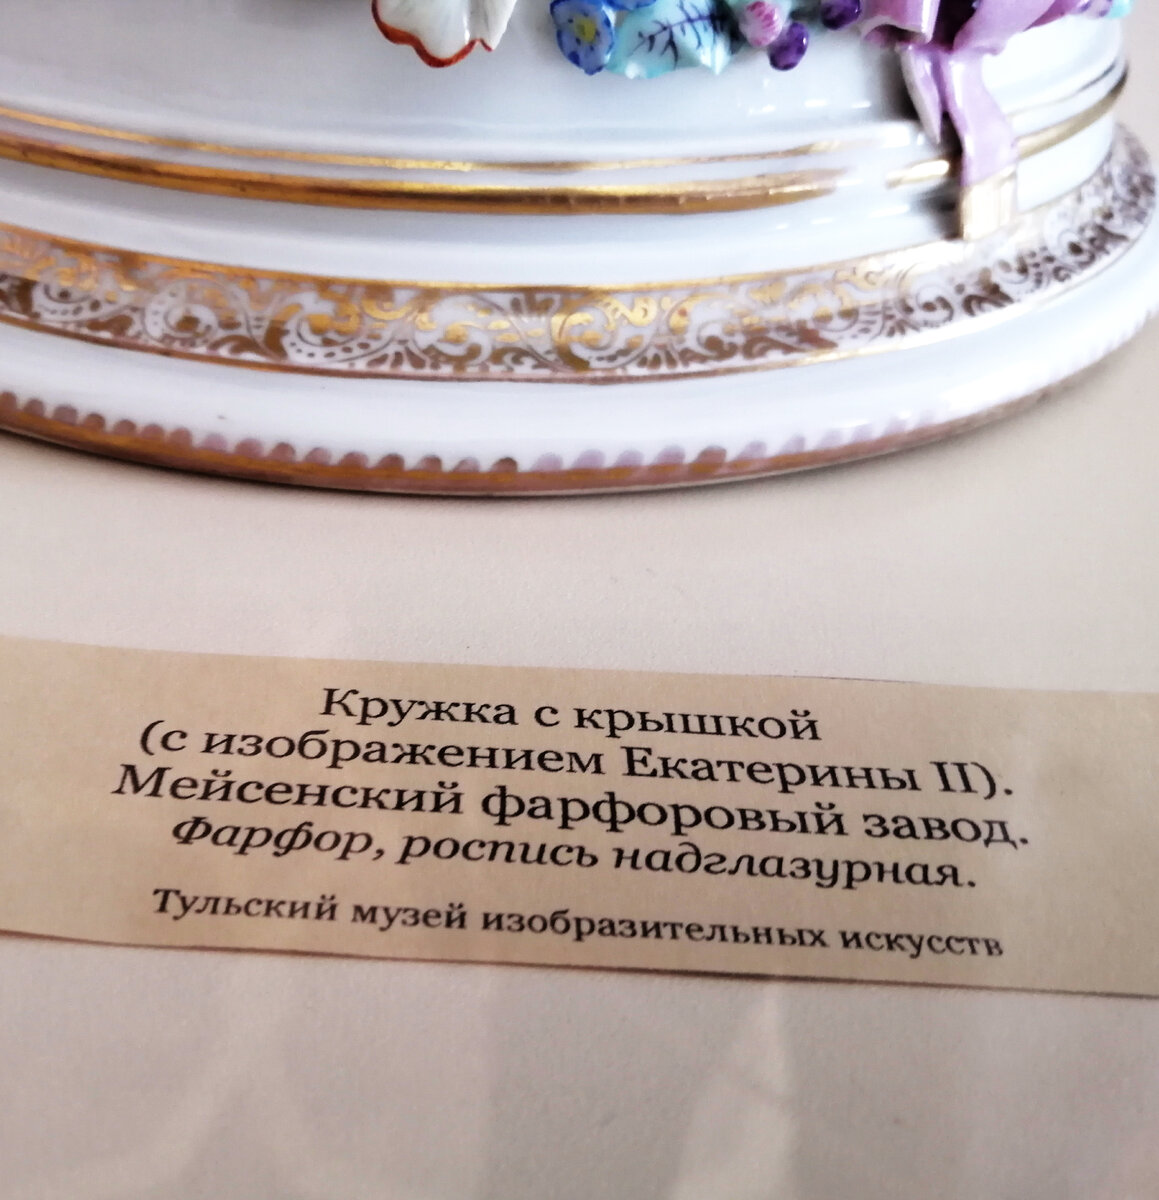 Кружка с крышкой
(с изображением Екатерины II).
Мейсенский фарфоровый завод.
Фарфор, роспись надглазурная.
Тульский музей изобразительных искусств